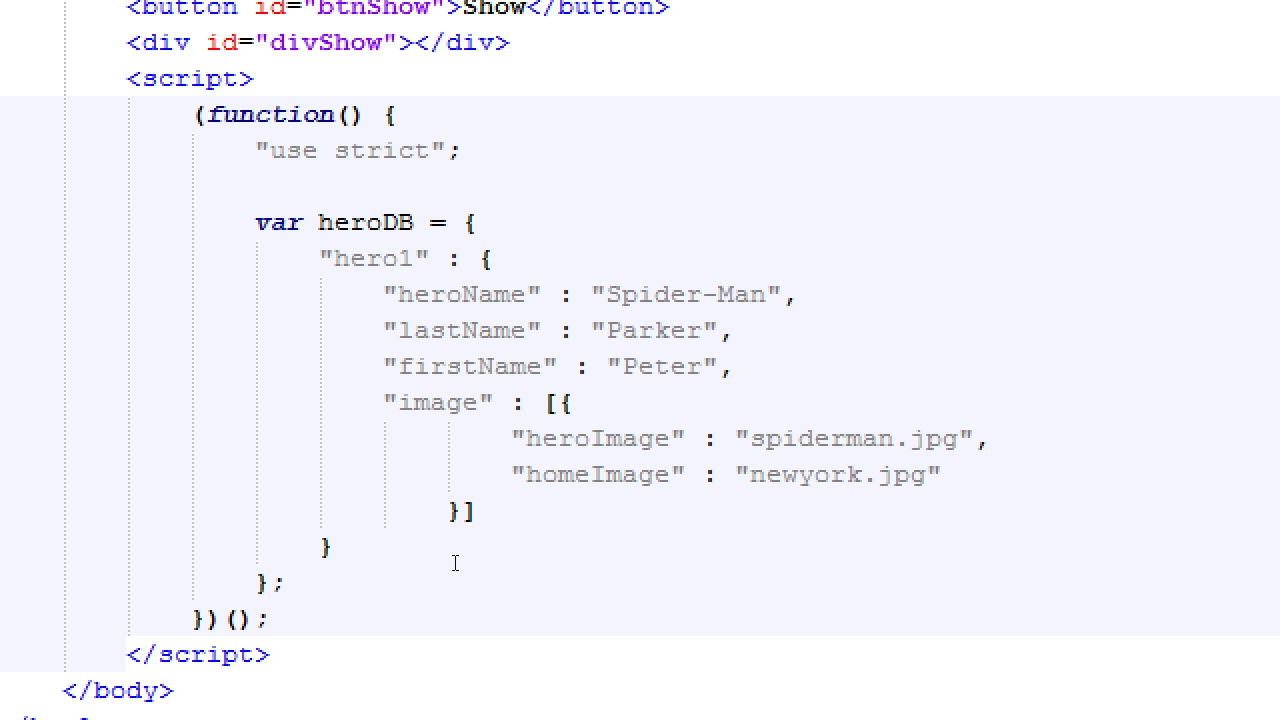 <button id="btnShow">Show</button>
<div id="divShow"></div>
<script>
(function() {
"use strict";
var heroDB = {
"hero1" : {
"heroName" : "Spider-Man",
"lastName" : "Parker",
"firstName" : "Peter",
"image" : [{
"heroImage" : "spiderman.jpg",
"homeImage" : "newyork.jpg"
}]
}
};
})();
</script>
</body>